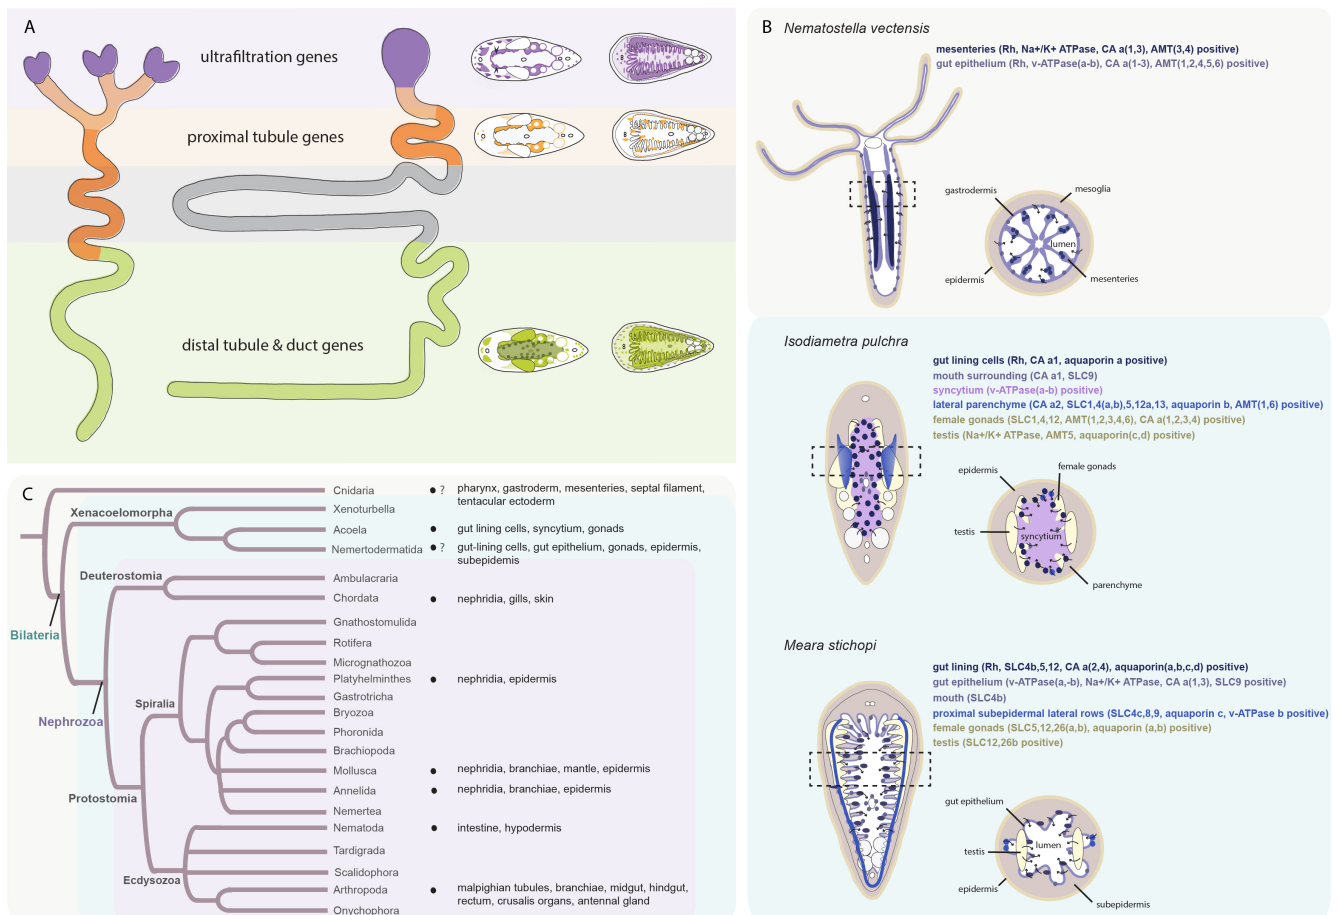 A
ultrafiltration genes
proximal tubule genes
distal tubule & duct genes
B
Nematostella vectensis
mesenteries (Rh, Na+/K+ ATPase, CA a(1,3), AMT(3,4) positive)
gut epithelium (Rh, v-ATPase(a-b), CA a(1-3), AMT(1,2,4,5,6) positive)
gastrodermis
mesoglia
lumen
epidermis
mesenteries
Isodiametra pulchra
gut lining cells (Rh, CA a1, aquaporin a positive)
mouth surrounding (CA a1, SLC9)
syncytium (v-ATPase(a-b) positive)
lateral parenchyme (CA a2, SLC1,4(a,b),5,12a,13, aquaporin b, AMT(1,6) positive)
female gonads (SLC1,4,12, AMT(1,2,3,4,6), CA a(1,2,3,4) positive)
testis (Na+/K+ ATPase, AMT5, aquaporin(c,d) positive)
epidermis
female gonads
testis
syncytium
parenchyme
Meara stichopi
gut lining (Rh, SLC4b,5,12, CA a(2,4), aquaporin(a,b,c,d) positive)
gut epithelium (v-ATPase(a,-b), Na+/K+ ATPase, CA a(1,3), SLC9 positive)
mouth (SLC4b)
proximal subepidermal lateral rows (SLC4c,8,9, aquaporin c, v-ATPase b positive)
female gonads (SLC5,12,26(a,b), aquaporin (a,b) positive)
testis (SLC12,26b positive)
gut epithelium
lumen
testis
epidermis
subepidermis
C
Cnidaria
?
pharynx, gastroderm, mesenteries, septal filament,
tentacular ectoderm
Xenacoelomorpha
Xenoturbella
Acoela
gut lining cells, syncytium, gonads
Nemertodermatida
?
gut-lining cells, gut epithelium, gonads, epidermis,
subepidemis
Deuterostomia
Ambulacraria
Chordata
nephridia, gills, skin
Bilateria
Gnathostomulida
Rotifera
Micrognathozoa
Platyhelminthes
nephridia, epidermis
Gastrotricha
Spiralia
Bryozoa
Nephrozoa
Phoronida
Brachiopoda
Mollusca
nephridia, branchiae, mantle, epidermis
Annelida
nephridia, branchiae, epidermis
Protostomia
Nemertea
Nematoda
intestine, hypodermis
Tardigrada
Scalidophora
Ecdysozoa
Arthropoda
malpighian tubules, branchiae, midgut, hindgut,
rectum, crusalis organs, antennal gland
Onychophora